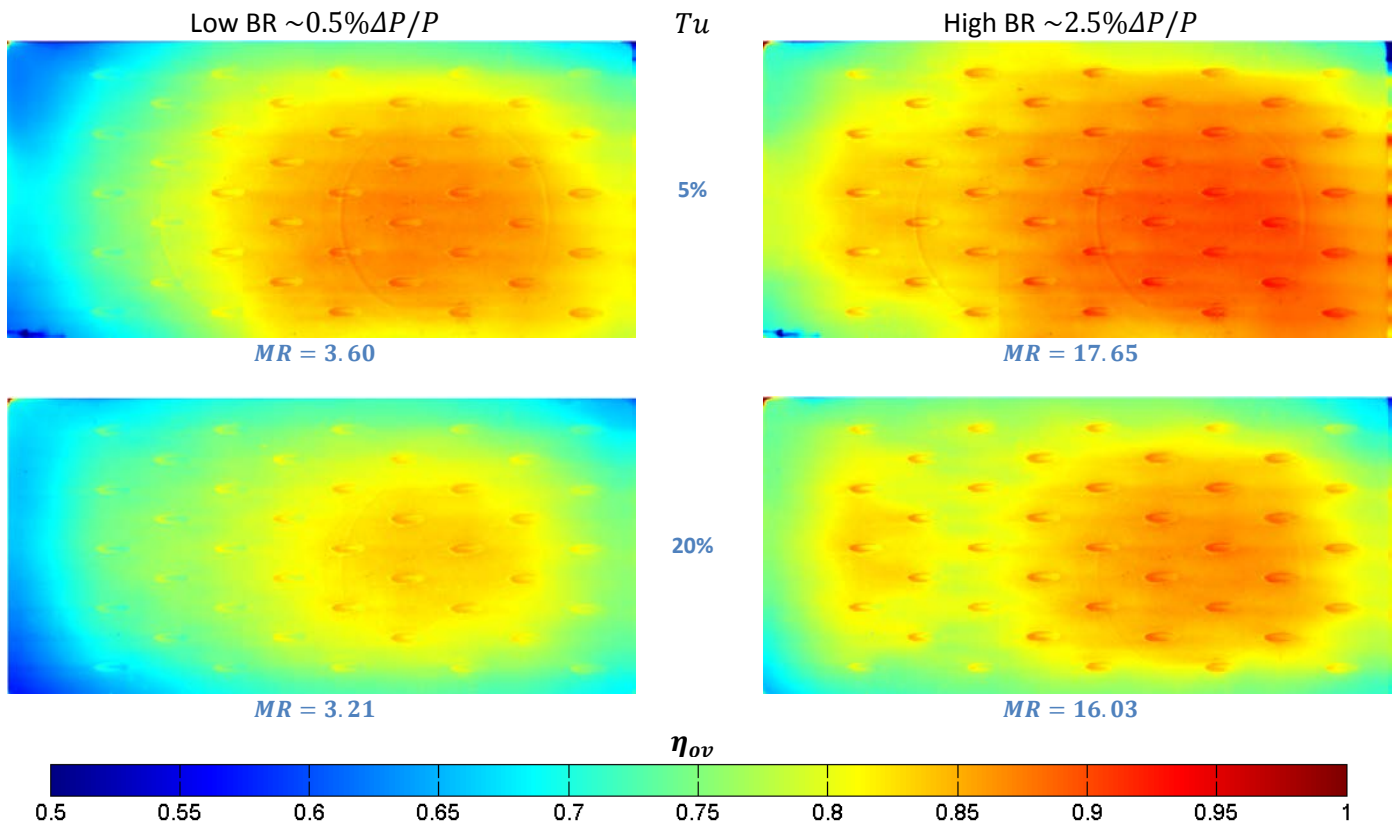 Low BR ~0.5%ΔP/P Tu High BR ~2.5%ΔP/P
5%
MR = 3.60 MR = 17.65
20%
MR = 3.21 MR = 16.03
η_ov
0.5 0.55 0.6 0.65 0.7 0.75 0.8 0.85 0.9 0.95 1